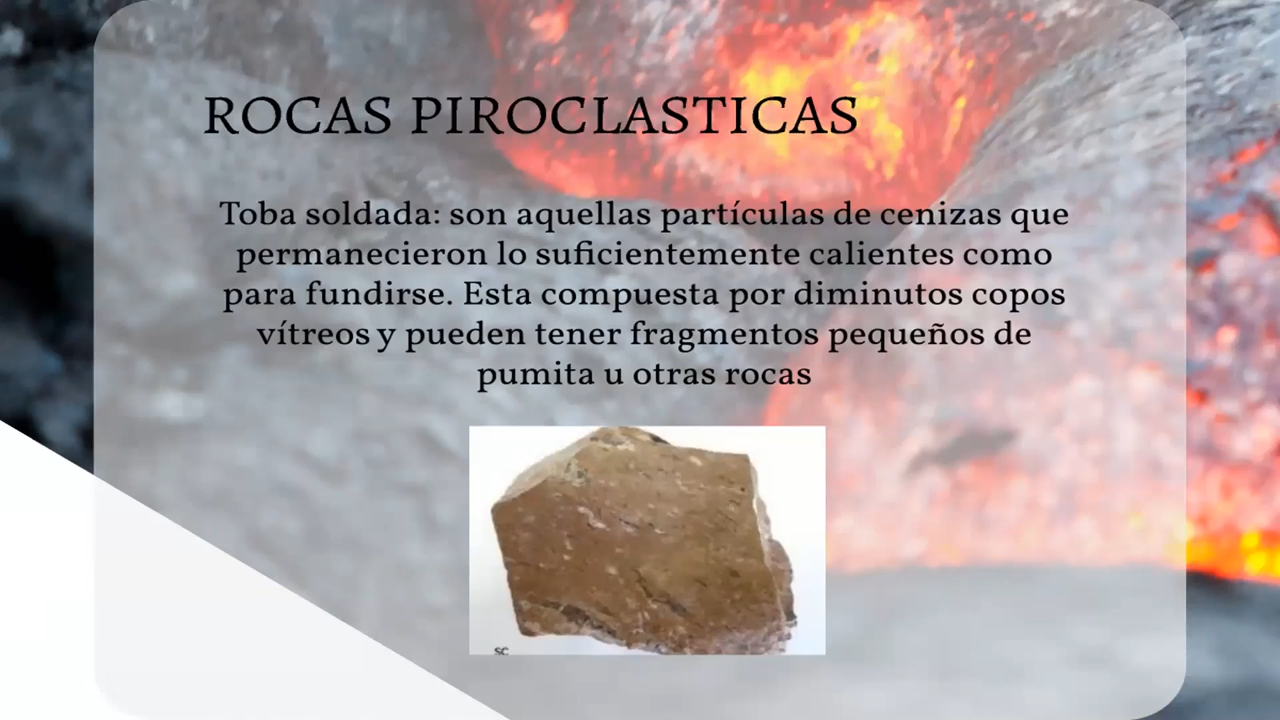 ROCAS PIROCLASTICAS
Toba soldada: son aquellas partículas de cenizas que
permanecieron lo suficientemente calientes como
para fundirse. Esta compuesta por diminutos copos
vítreos y pueden tener fragmentos pequeños de
pumita u otras rocas
SC